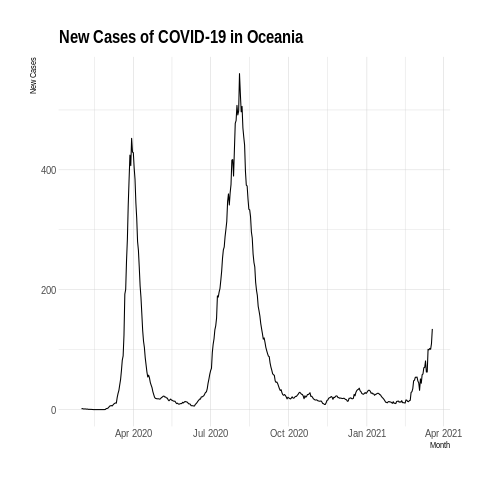 New Cases of COVID-19 in Oceania
New Cases
400
200
0
Apr 2020
Jul 2020
Oct 2020
Jan 2021
Apr 2021
Month